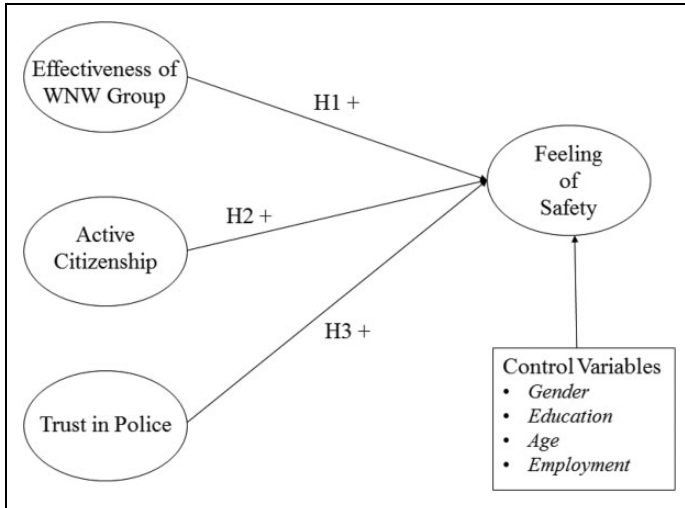 Effectiveness of
WNW Group
H1 +
Feeling
of
Safety
H2 +
Active
Citizenship
H3 +
Trust in Police
Control Variables
• Gender
• Education
• Age
• Employment